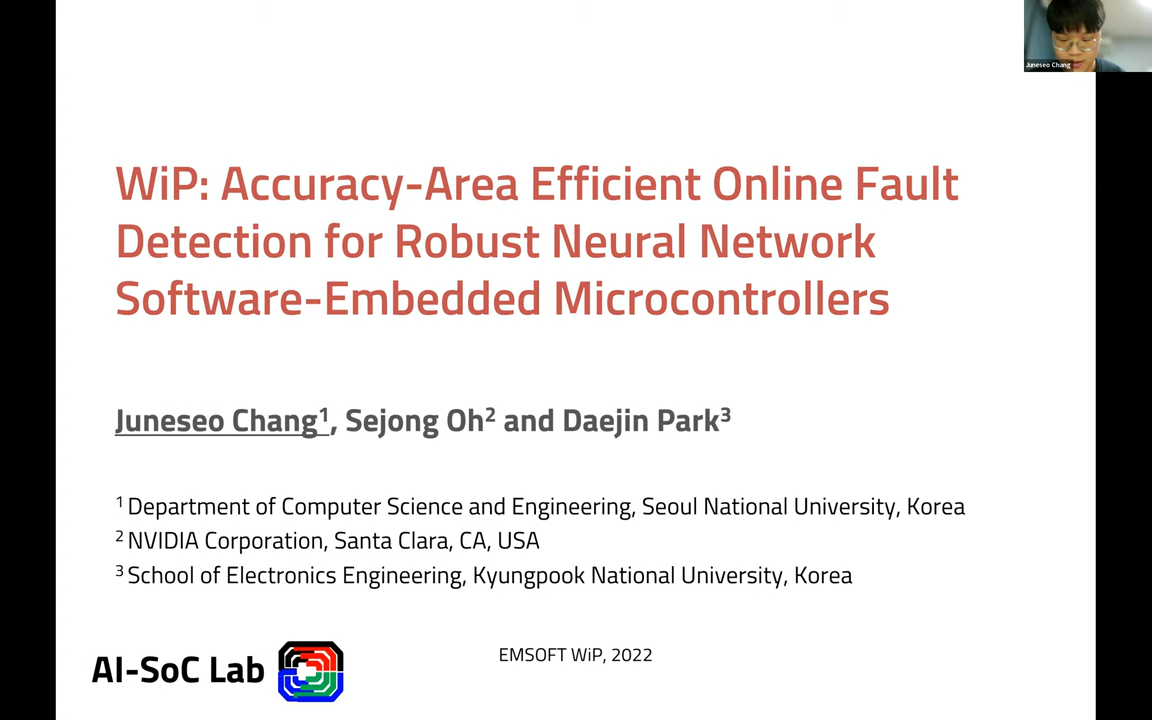 Juneseo Chang
WiP: Accuracy-Area Efficient Online Fault
Detection for Robust Neural Network
Software-Embedded Microcontrollers
Juneseo Chang¹, Sejong Oh² and Daejin Park³
¹ Department of Computer Science and Engineering, Seoul National University, Korea
² NVIDIA Corporation, Santa Clara, CA, USA
³ School of Electronics Engineering, Kyungpook National University, Korea
AI-SoC Lab
EMSOFT WiP, 2022